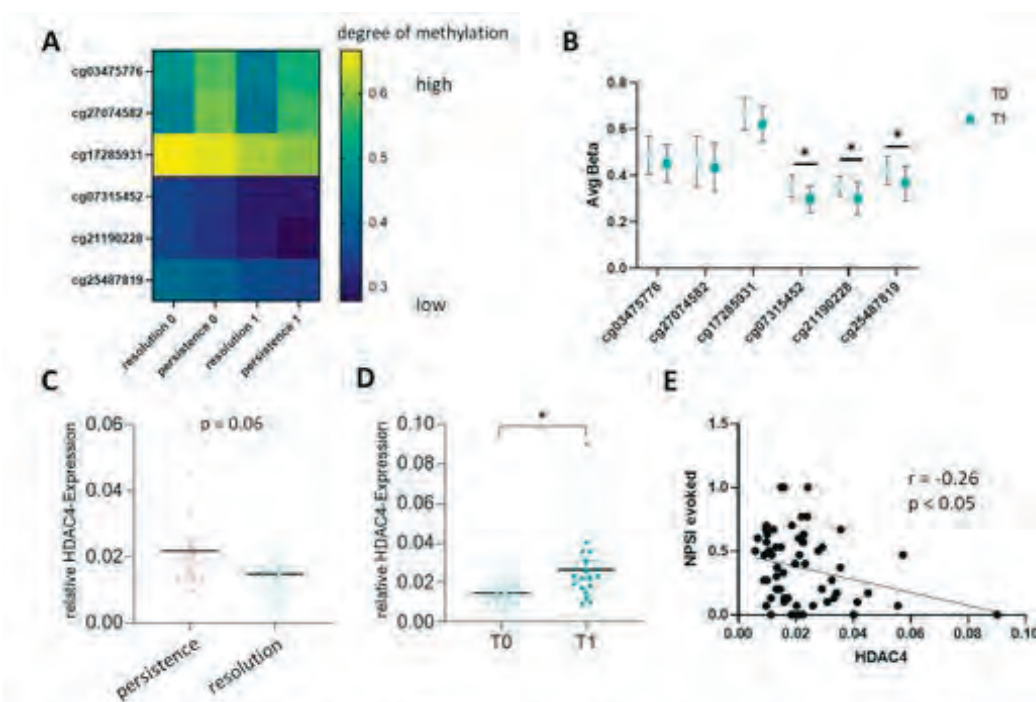 A
degree of methylation
cg03475776
cg27074582
cg17285931
cg07315452
cg21190228
cg25487819
resolution 0
persistence 0
resolution 1
persistence 1
0.6
0.5
0.4
0.3
high
low
B
Avg Beta
0.8
0.6
0.4
0.2
0.0
* * *
cg03475776
cg27074582
cg17285931
cg07315452
cg21190228
cg25487819
T0
T1
C
relative HDAC4-Expression
0.06
0.04
0.02
0.00
p = 0.05
persistence
resolution
D
relative HDAC4-Expression
0.10
0.08
0.06
0.04
0.02
0.00
*
T0
T1
E
NPSI evoked
1.5
1.0
0.5
0.0
r = -0.26
p < 0.05
0.00 0.02 0.04 0.06 0.08 0.10
HDAC4